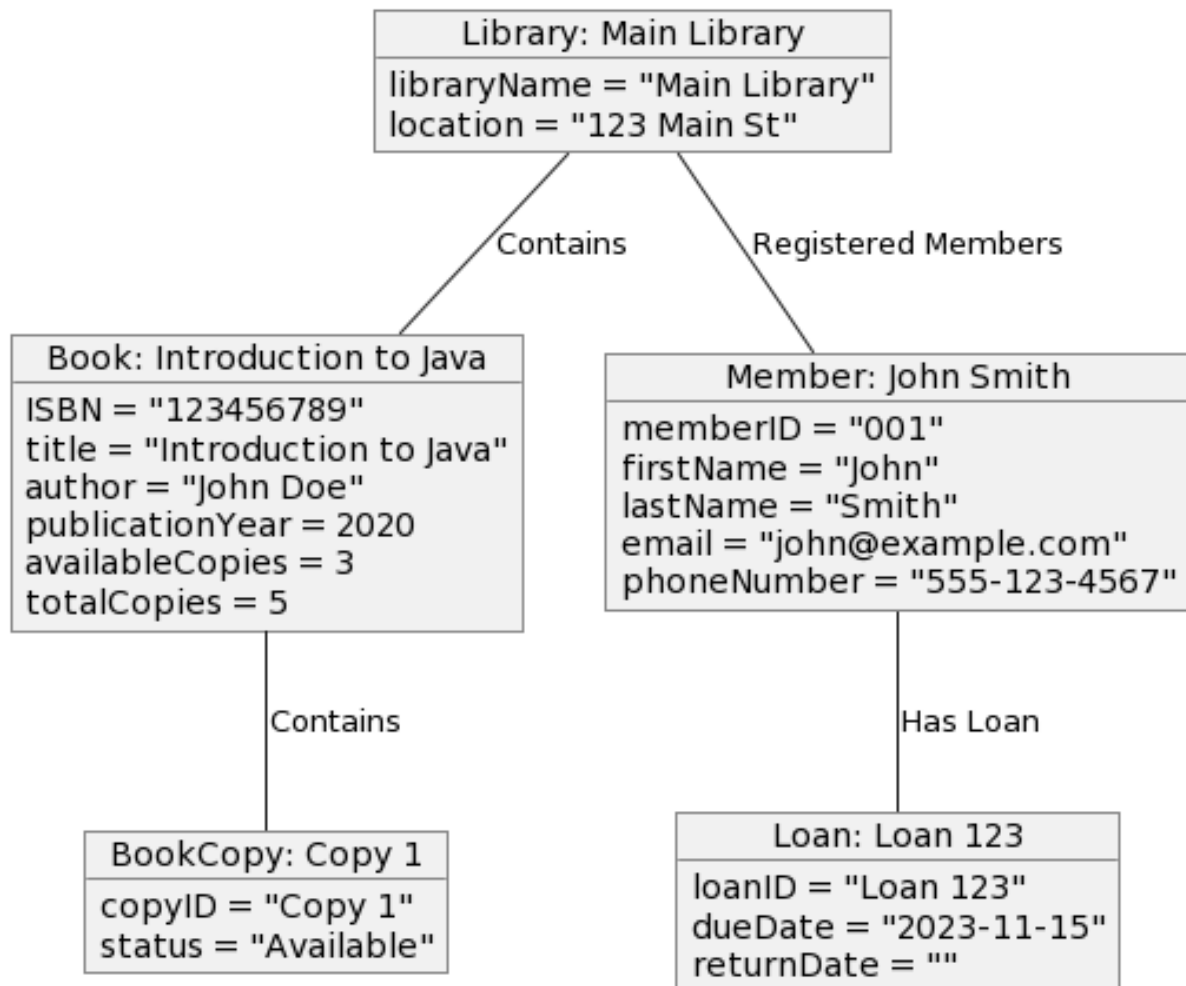 Library: Main Library
libraryName = "Main Library"
location = "123 Main St"
Contains
Registered Members
Book: Introduction to Java
ISBN = "123456789"
title = "Introduction to Java"
author = "John Doe"
publicationYear = 2020
availableCopies = 3
totalCopies = 5
Member: John Smith
memberID = "001"
firstName = "John"
lastName = "Smith"
email = "john@example.com"
phoneNumber = "555-123-4567"
Contains
Has Loan
BookCopy: Copy 1
copyID = "Copy 1"
status = "Available"
Loan: Loan 123
loanID = "Loan 123"
dueDate = "2023-11-15"
returnDate = ""